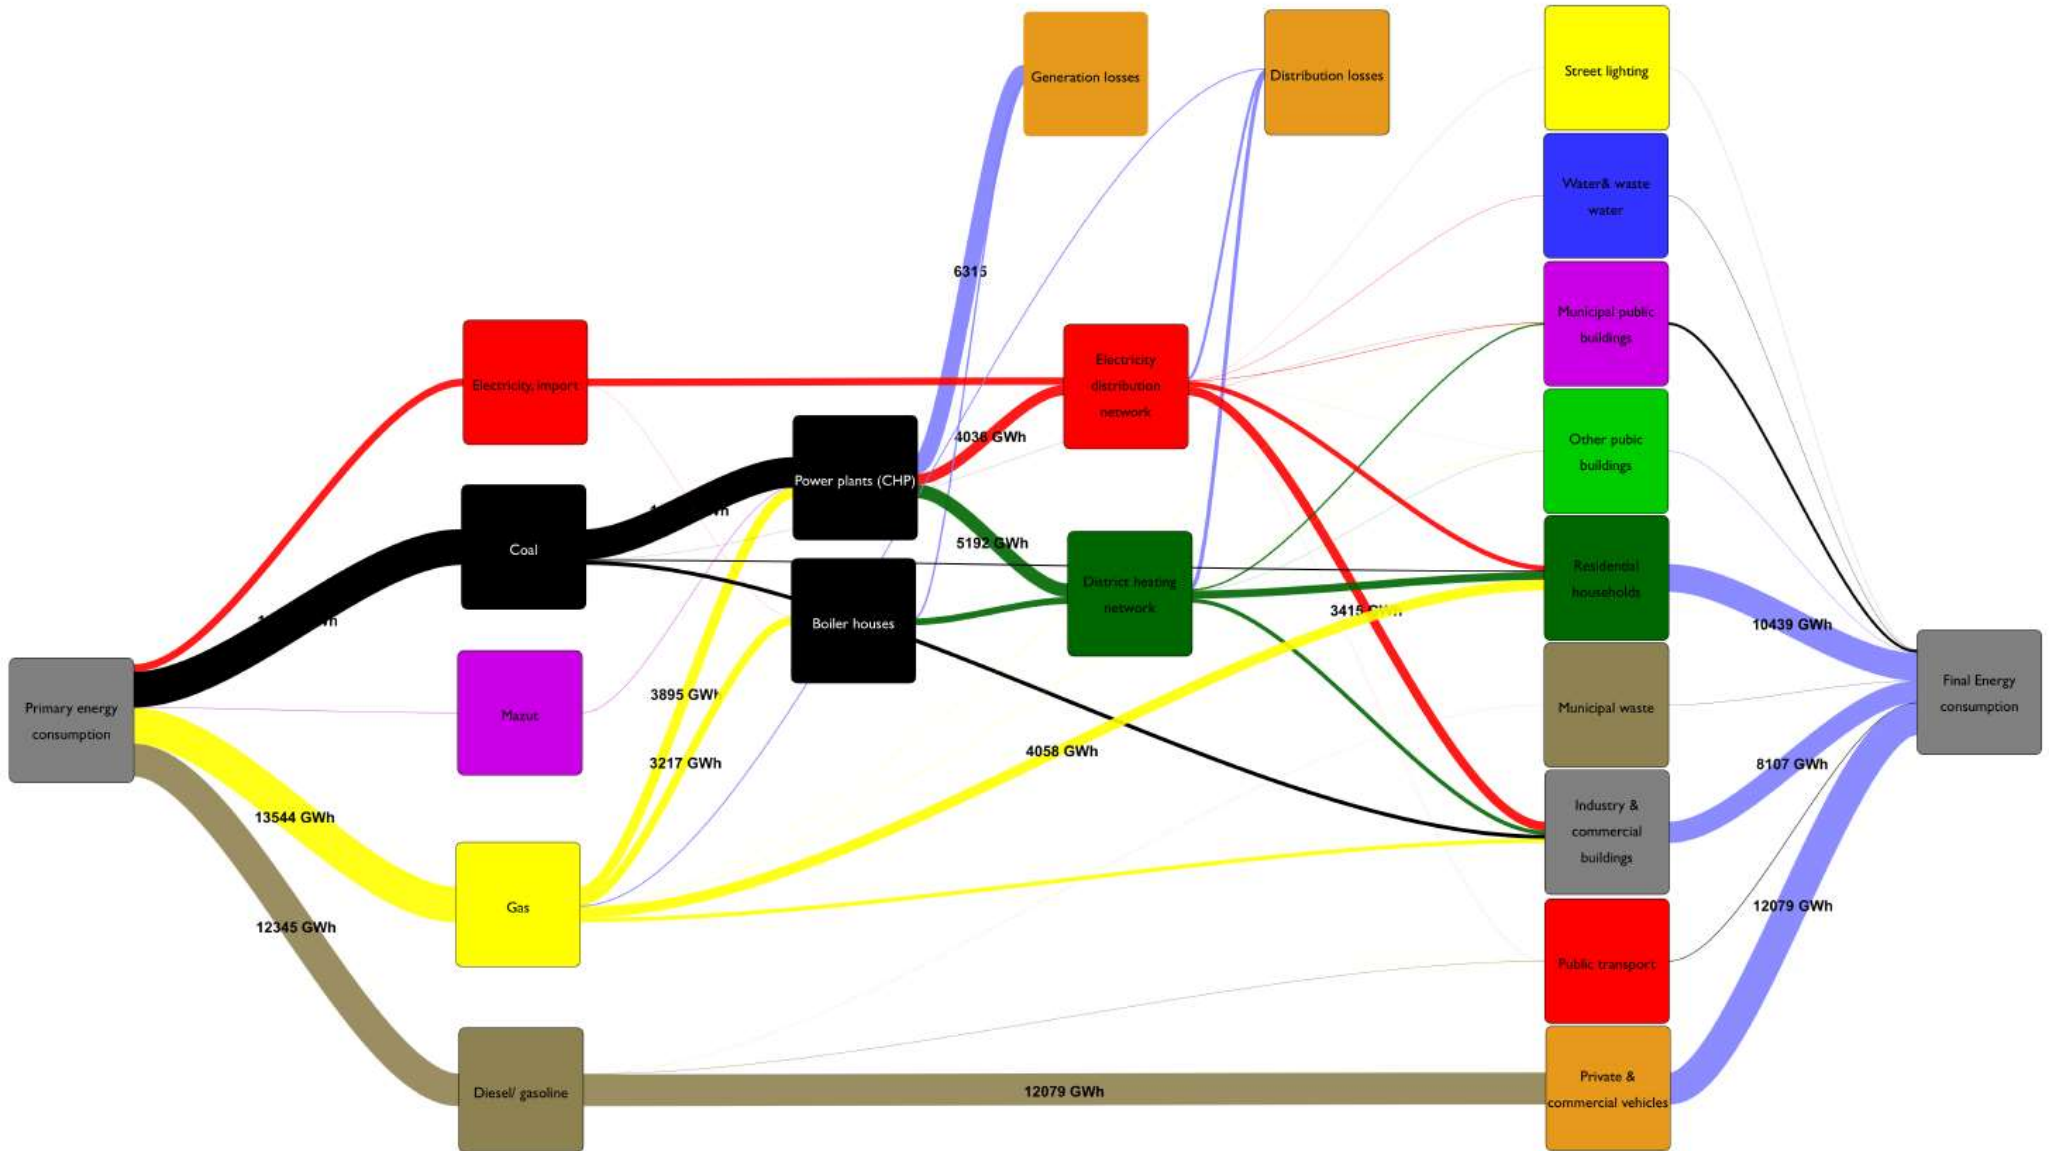 Generation losses
Distribution losses
Street lighting
Water& waste
water
6315
Municipal public
buildings
Electricity, import
Electricity
distribution
network
4038 GWh
Other pubic
buildings
Power plants (CHP)
Coal
5192 GWh
District heating
network
Residential
households
Boiler houses
3415 GWh
10439 GWh
Primary energy
consumption
Mazut
3895 GWh
3217 GWh
4058 GWh
Municipal waste
Final Energy
consumption
13544 GWh
Industry &
commercial
buildings
8107 GWh
Gas
12345 GWh
12079 GWh
Public transport
Diesel/ gasoline
12079 GWh
Private &
commercial vehicles